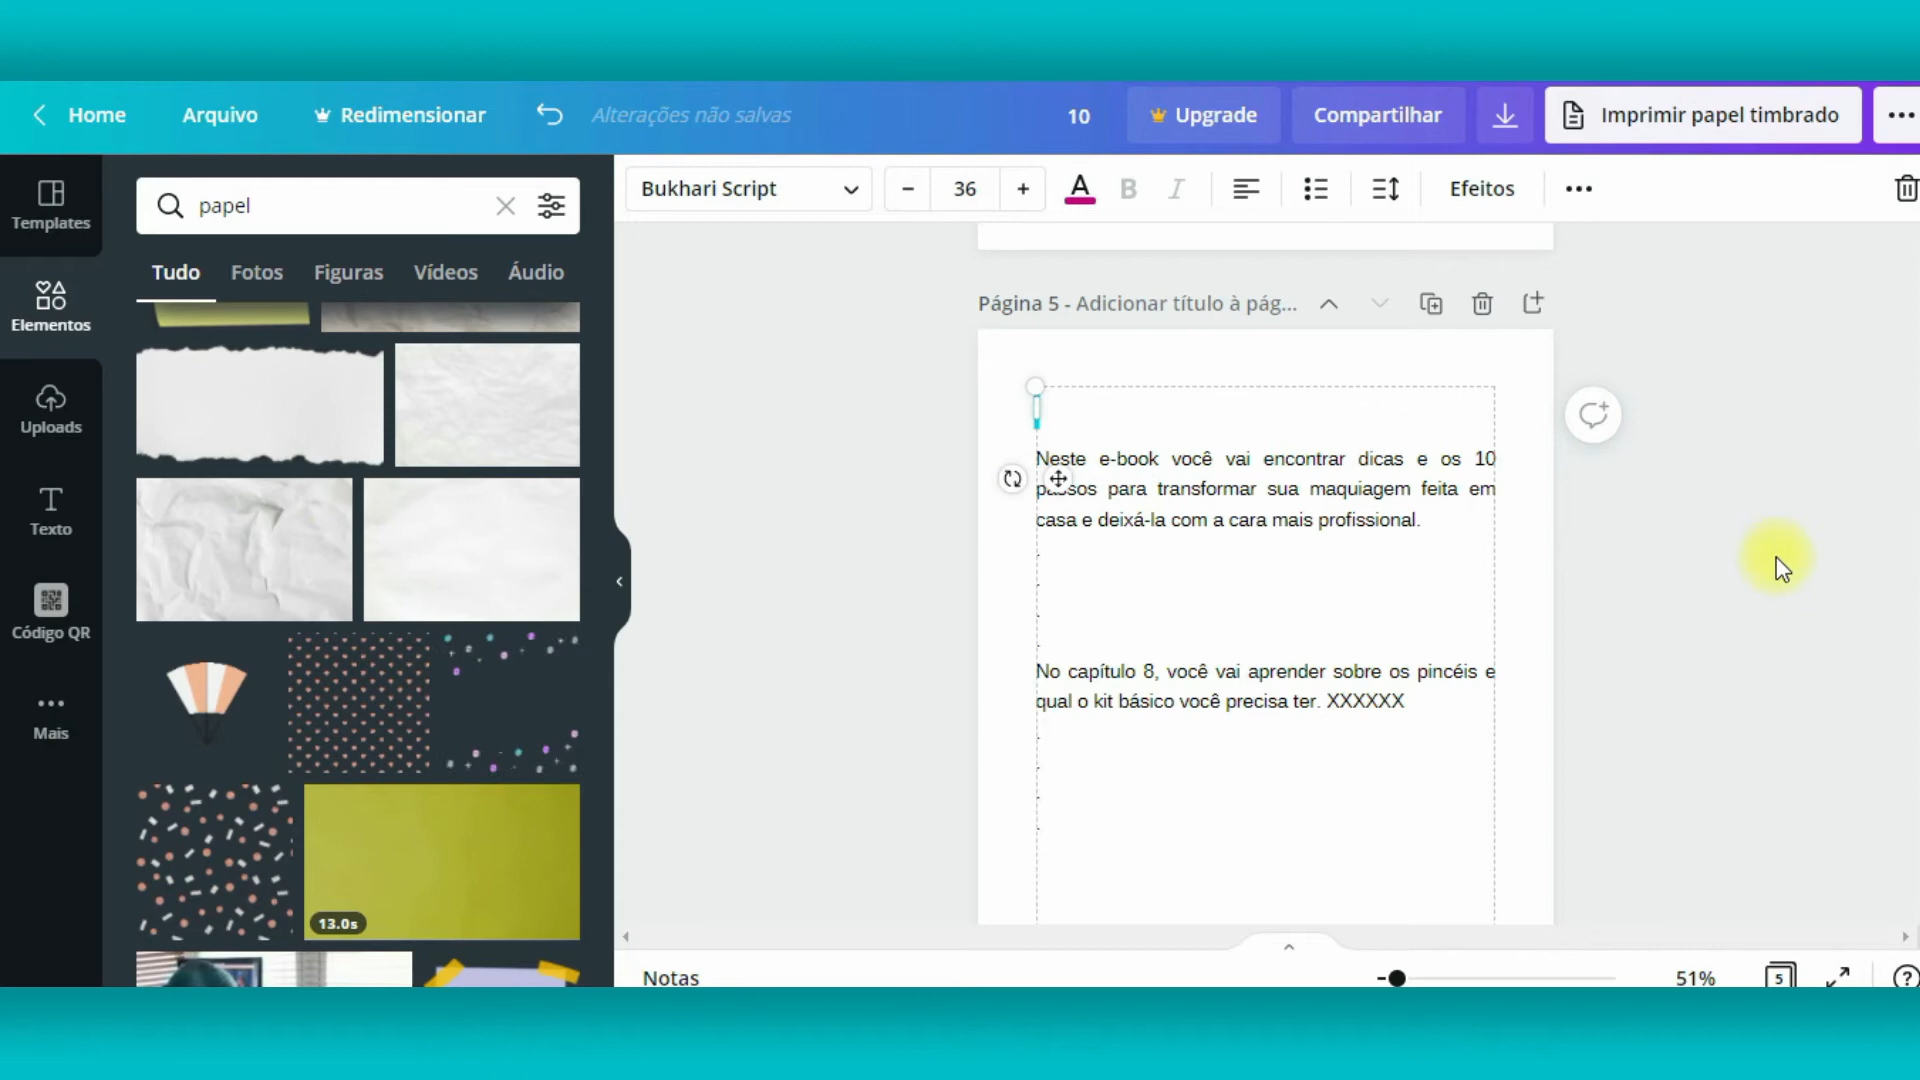 Home Arquivo Redimensionar Alterações não salvas 10 Upgrade Compartilhar Imprimir papel timbrado
Bukhari Script 36 A B I Efeitos
papel
Tudo Fotos Figuras Vídeos Áudio
Templates
Elementos
Uploads
Texto
Código QR
Mais
13.0s
Página 5 - Adicionar título à pág...
Neste e-book você vai encontrar dicas e os 10
passos para transformar sua maquiagem feita em
casa e deixá-la com a cara mais profissional.
.
.
.
.
No capítulo 8, você vai aprender sobre os pincéis e
qual o kit básico você precisa ter. XXXXXX
.
.
.
.
Notas 51% 5 ?